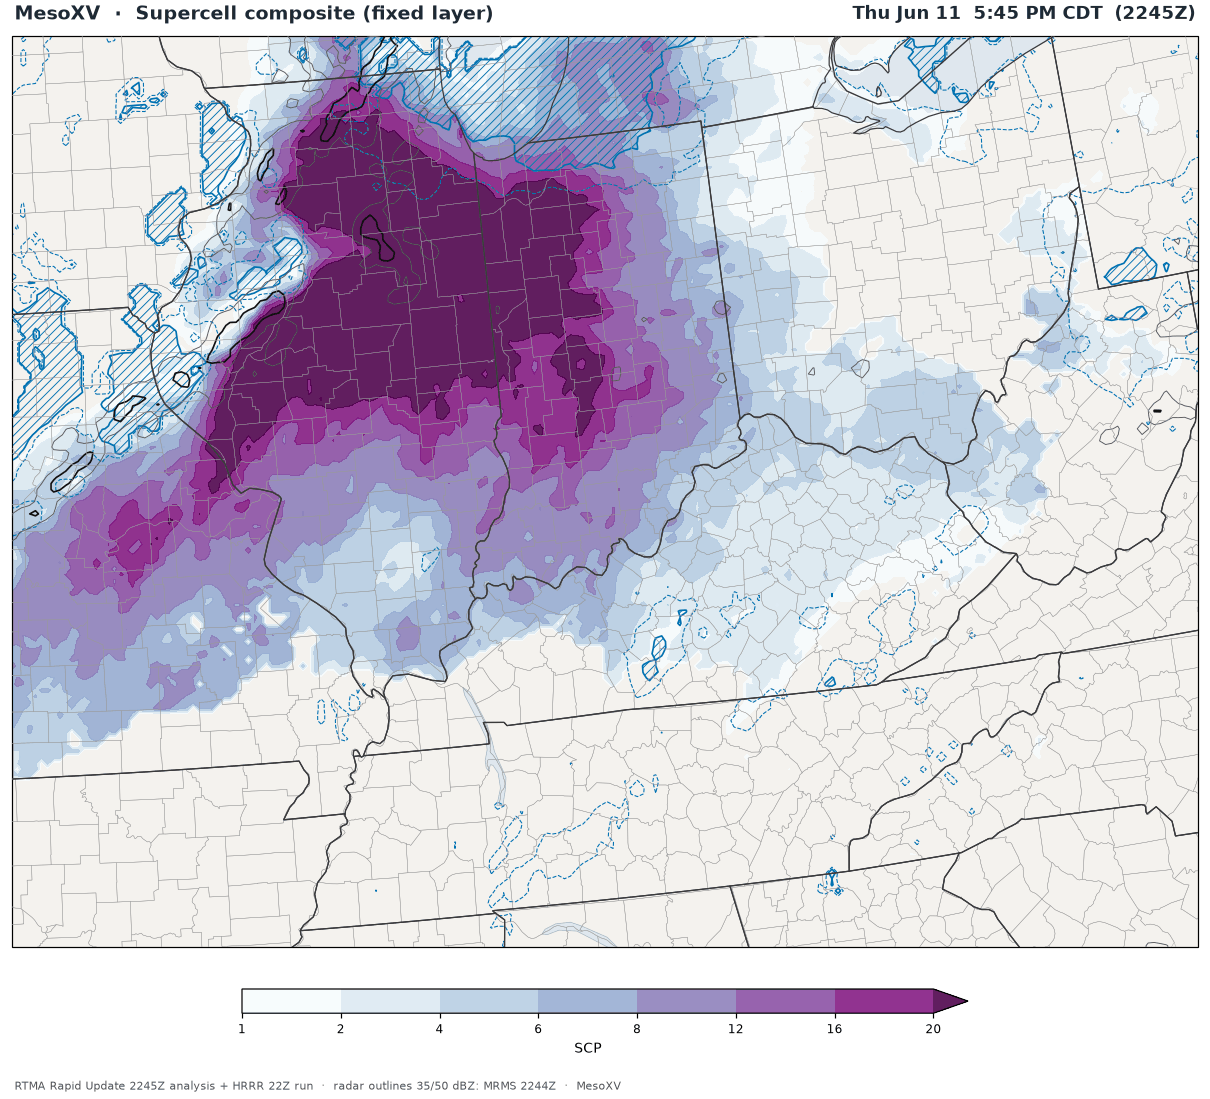 MesoXV · Supercell composite (fixed layer)
Thu Jun 11 5:45 PM CDT (2245Z)
1 2 4 6 8 12 16 20
SCP
RTMA Rapid Update 2245Z analysis + HRRR 22Z run · radar outlines 35/50 dBZ: MRMS 2244Z · MesoXV